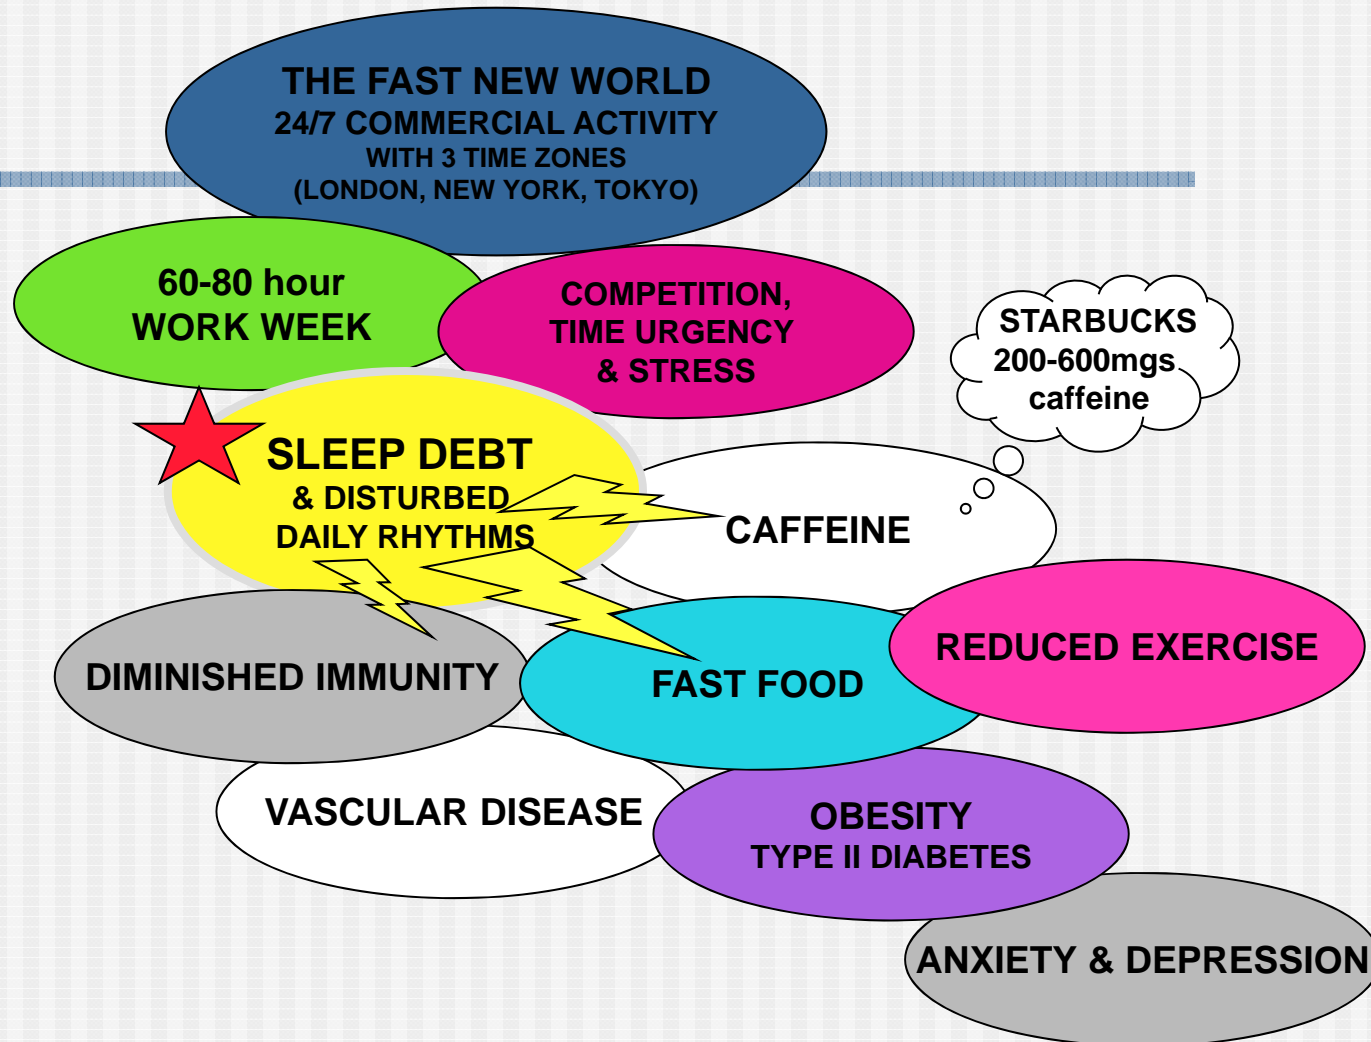 THE FAST NEW WORLD
24/7 COMMERCIAL ACTIVITY
WITH 3 TIME ZONES
(LONDON, NEW YORK, TOKYO)
60-80 hour
WORK WEEK
COMPETITION,
TIME URGENCY
& STRESS
STARBUCKS
200-600mgs
caffeine
SLEEP DEBT
& DISTURBED
DAILY RHYTHMS
CAFFEINE
DIMINISHED IMMUNITY
FAST FOOD
REDUCED EXERCISE
VASCULAR DISEASE
OBESITY
TYPE II DIABETES
ANXIETY & DEPRESSION